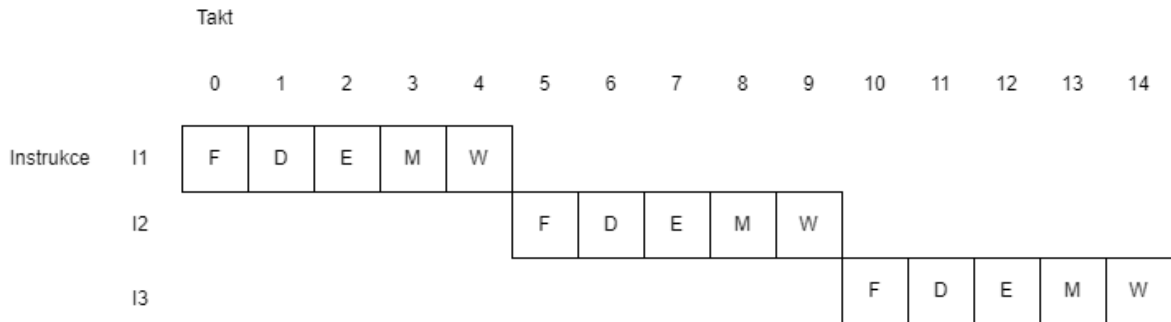 Takt
0 1 2 3 4 5 6 7 8 9 10 11 12 13 14
Instrukce I1 F D E M W
I2 F D E M W
I3 F D E M W